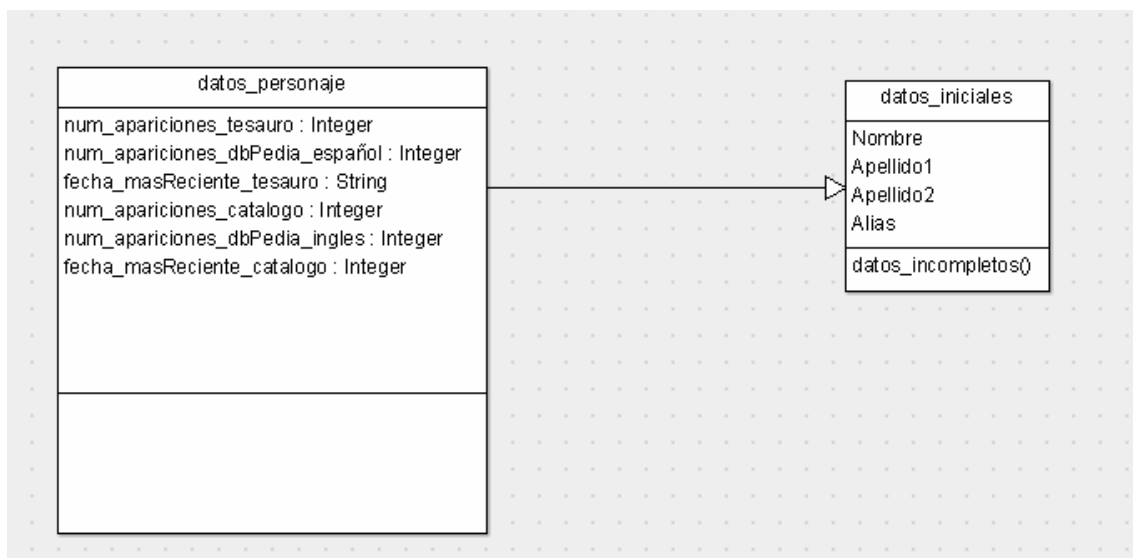 datos_personaje
num_apariciones_tesauro : Integer
num_apariciones_dbPedia_español : Integer
fecha_masReciente_tesauro : String
num_apariciones_catalogo : Integer
num_apariciones_dbPedia_ingles : Integer
fecha_masReciente_catalogo : Integer
datos_iniciales
Nombre
Apellido1
Apellido2
Alias
datos_incompletos()